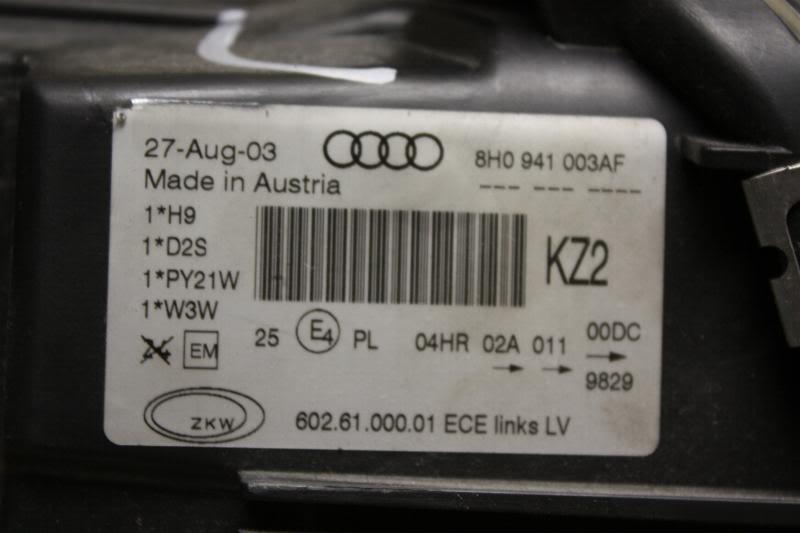 27-Aug-03
8H0 941 003AF
Made in Austria
--- --- --- ---
1*H9
1*D2S
1*PY21W
1*W3W
KZ2
EM
25 E4 PL 04HR 02A 011 00DC
9829
ZKW
602.61.000.01 ECE links LV